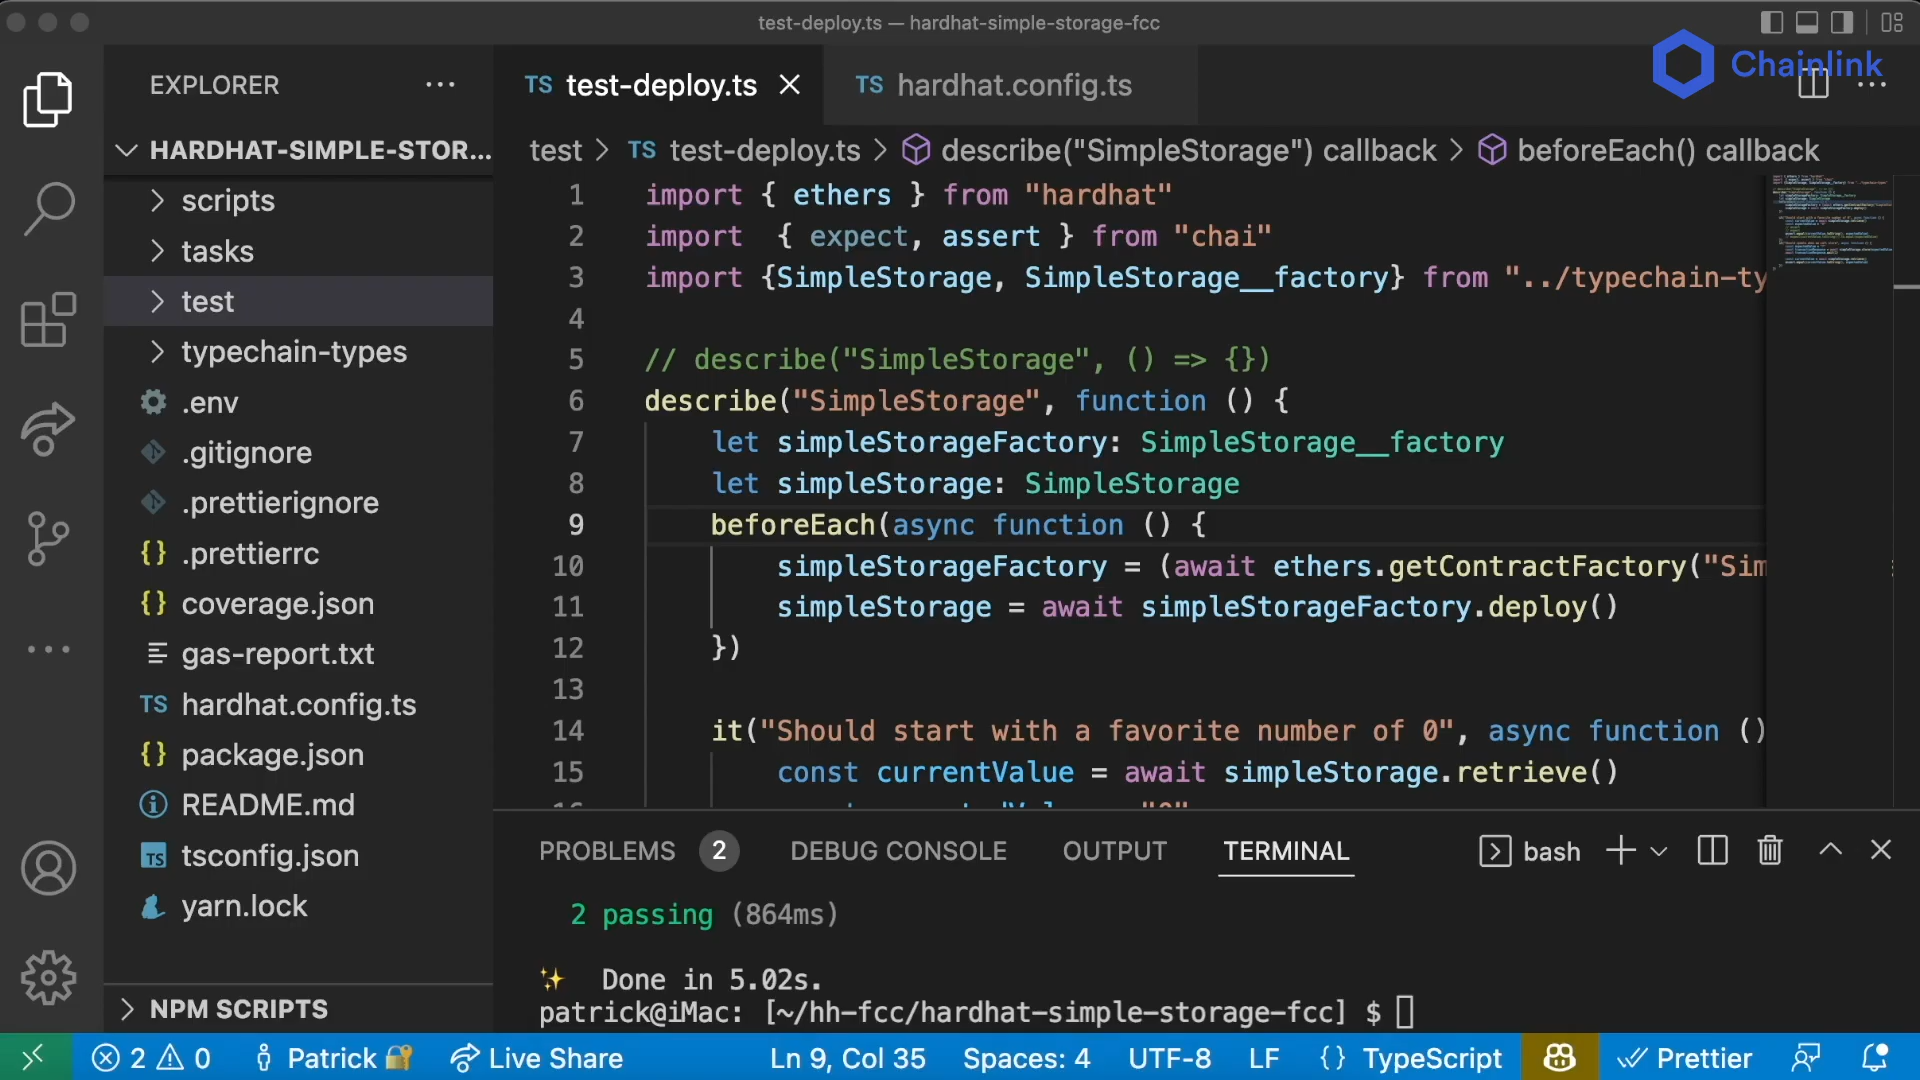 test-deploy.ts — hardhat-simple-storage-fcc
Chainlink
EXPLORER
HARDHAT-SIMPLE-STOR...
scripts
tasks
test
typechain-types
.env
.gitignore
.prettierignore
.prettierrc
coverage.json
gas-report.txt
hardhat.config.ts
package.json
README.md
tsconfig.json
yarn.lock
NPM SCRIPTS
TS test-deploy.ts
TS hardhat.config.ts
test > TS test-deploy.ts > describe("SimpleStorage") callback > beforeEach() callback
1 import { ethers } from "hardhat"
2 import  { expect, assert } from "chai"
3 import {SimpleStorage, SimpleStorage__factory} from "../typechain-ty
4
5 // describe("SimpleStorage", () => {})
6 describe("SimpleStorage", function () {
7 let simpleStorageFactory: SimpleStorage__factory
8 let simpleStorage: SimpleStorage
9 beforeEach(async function () {
10 simpleStorageFactory = (await ethers.getContractFactory("Sim
11 simpleStorage = await simpleStorageFactory.deploy()
12 })
13
14 it("Should start with a favorite number of 0", async function ()
15 const currentValue = await simpleStorage.retrieve()
PROBLEMS 2 DEBUG CONSOLE OUTPUT TERMINAL bash
2 passing (864ms)
✨ Done in 5.02s.
patrick@iMac: [~/hh-fcc/hardhat-simple-storage-fcc] $
2 0 Patrick 🔐 Live Share Ln 9, Col 35 Spaces: 4 UTF-8 LF {} TypeScript Prettier